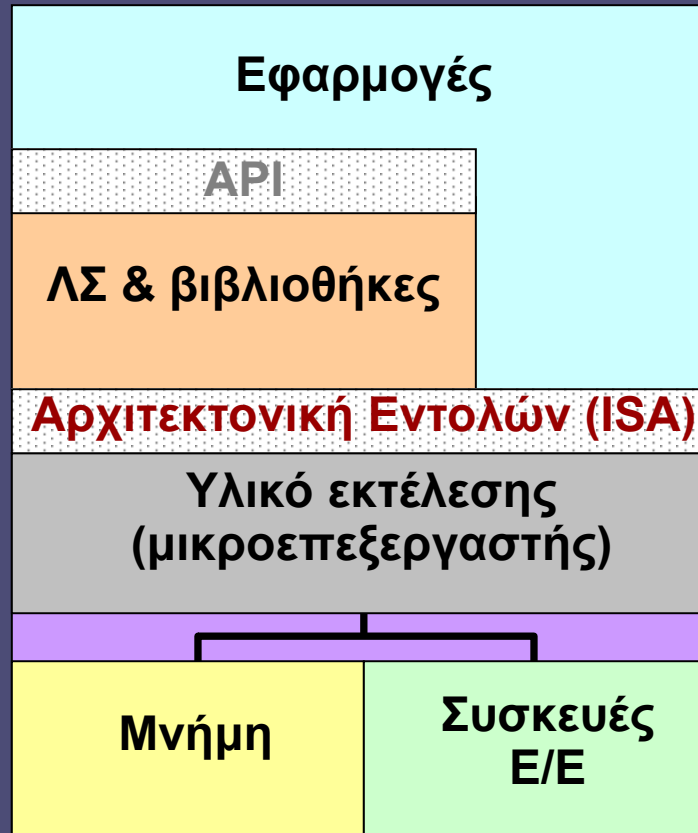 Εφαρμογές
API
ΛΣ & βιβλιοθήκες
Αρχιτεκτονική Εντολών (ISA)
Υλικό εκτέλεσης
(μικροεπεξεργαστής)
Μνήμη
Συσκευές
Ε/Ε